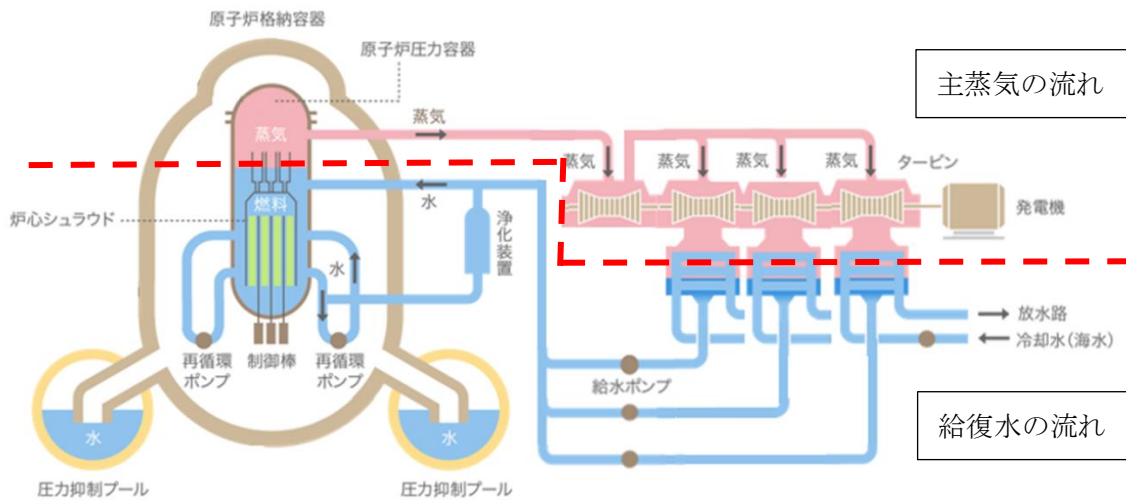 原子炉格納容器
原子炉圧力容器
主蒸気の流れ
蒸気
蒸気
蒸気
蒸気
蒸気
蒸気
タービン
水
燃料
炉心シュラウド
浄化装置
発電機
水
放水路
冷却水(海水)
再循環
ポンプ
制御棒
再循環
ポンプ
給水ポンプ
給復水の流れ
水
水
圧力抑制プール
圧力抑制プール